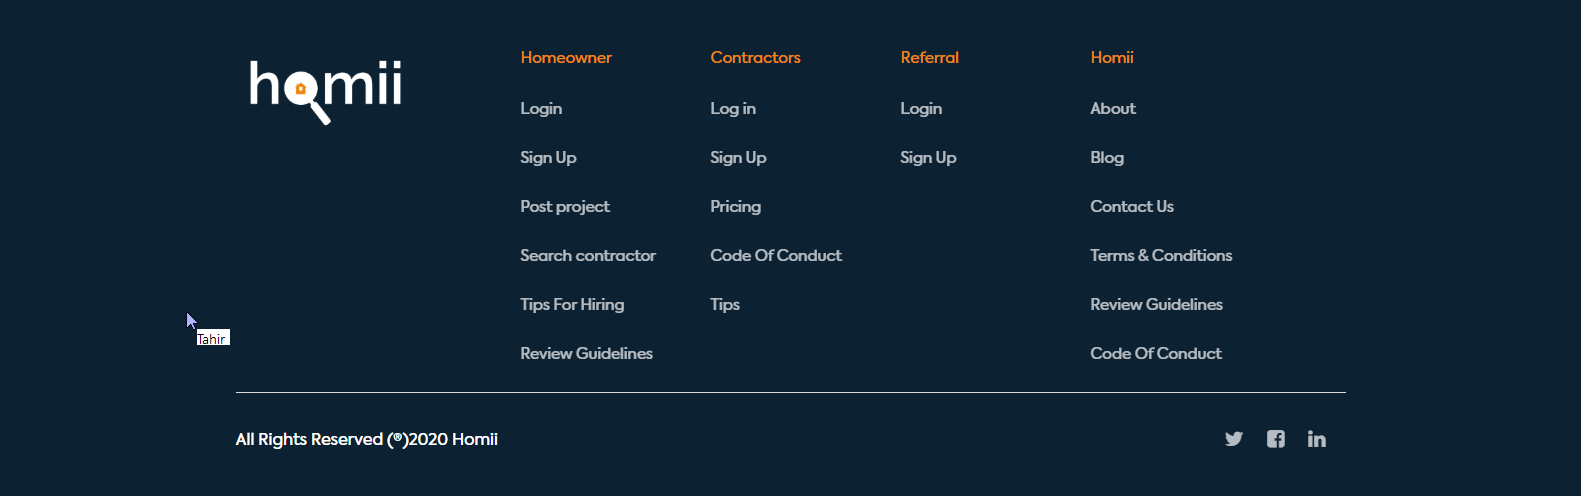 homii
Homeowner
Login
Sign Up
Post project
Search contractor
Tips For Hiring
Review Guidelines
Contractors
Log in
Sign Up
Pricing
Code Of Conduct
Tips
Referral
Login
Sign Up
Homii
About
Blog
Contact Us
Terms & Conditions
Review Guidelines
Code Of Conduct
Tahir
All Rights Reserved (®)2020 Homii